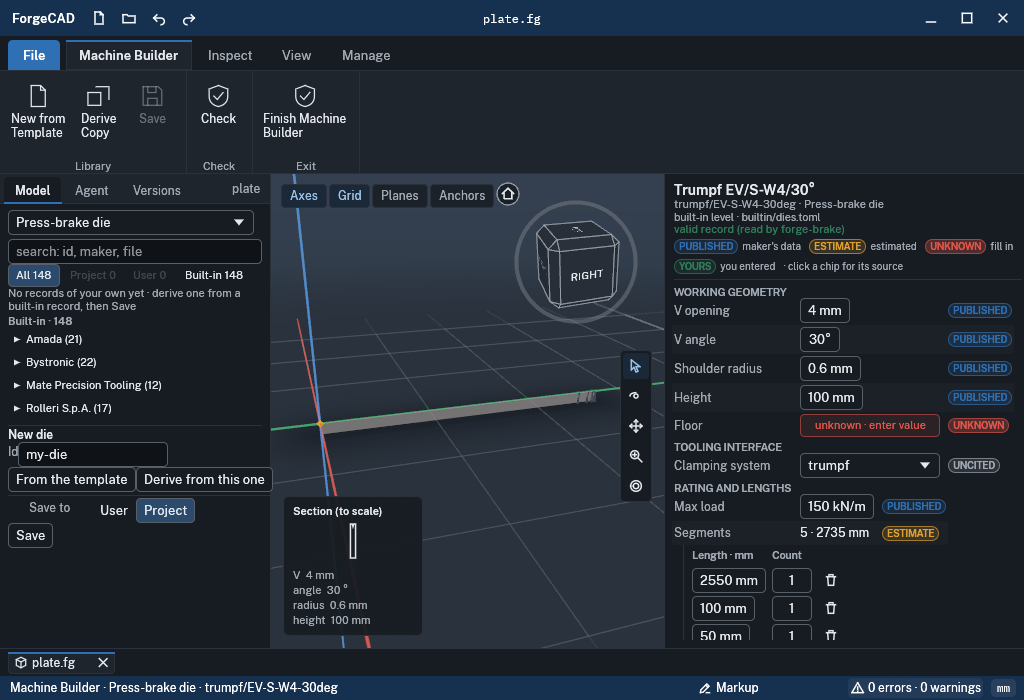 ForgeCAD
plate.fg
File
Machine Builder
Inspect
View
Manage
New from Template
Derive Copy
Save
Check
Finish Machine Builder
Library
Check
Exit
Model
Agent
Versions
plate
Press-brake die
search: id, maker, file
All 148
Project 0
User 0
Built-in 148
No records of your own yet · derive one from a
built-in record, then Save
Built-in · 148
Amada (21)
Bystronic (22)
Mate Precision Tooling (12)
Rolleri S.p.A. (17)
New die
Id
my-die
From the template
Derive from this one
Save to
User
Project
Save
Axes
Grid
Planes
Anchors
RIGHT
Section (to scale)
V 4 mm
angle 30 °
radius 0.6 mm
height 100 mm
Trumpf EV/S-W4/30°
trumpf/EV-S-W4-30deg · Press-brake die
built-in level · builtin/dies.toml
valid record (read by forge-brake)
PUBLISHED maker's data ESTIMATE estimated UNKNOWN fill in
YOURS you entered · click a chip for its source
WORKING GEOMETRY
V opening 4 mm PUBLISHED
V angle 30° PUBLISHED
Shoulder radius 0.6 mm PUBLISHED
Height 100 mm PUBLISHED
Floor unknown · enter value UNKNOWN
TOOLING INTERFACE
Clamping system trumpf UNCITED
RATING AND LENGTHS
Max load 150 kN/m PUBLISHED
Segments 5 · 2735 mm ESTIMATE
Length · mm Count
2550 mm 1
100 mm 1
50 mm 1
plate.fg
Machine Builder · Press-brake die · trumpf/EV-S-W4-30deg
Markup
0 errors · 0 warnings
mm